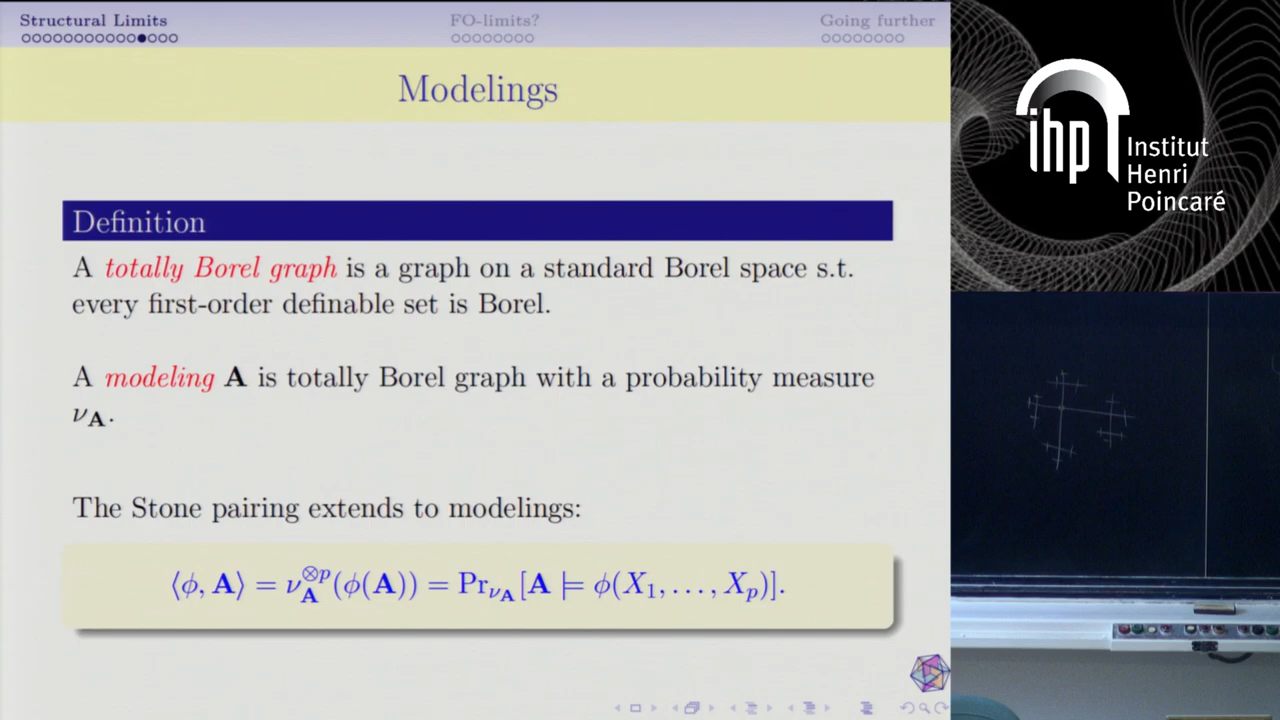 Structural Limits
FO-limits?
Going further
Modelings
Definition
A totally Borel graph is a graph on a standard Borel space s.t.
every first-order definable set is Borel.
A modeling A is totally Borel graph with a probability measure
ν_A.
The Stone pairing extends to modelings:
⟨ϕ, A⟩ = ν_A^{⊗p}(ϕ(A)) = Pr_{ν_A}[A ⊨ ϕ(X_1, . . . , X_p)].
ihp
Institut
Henri
Poincaré